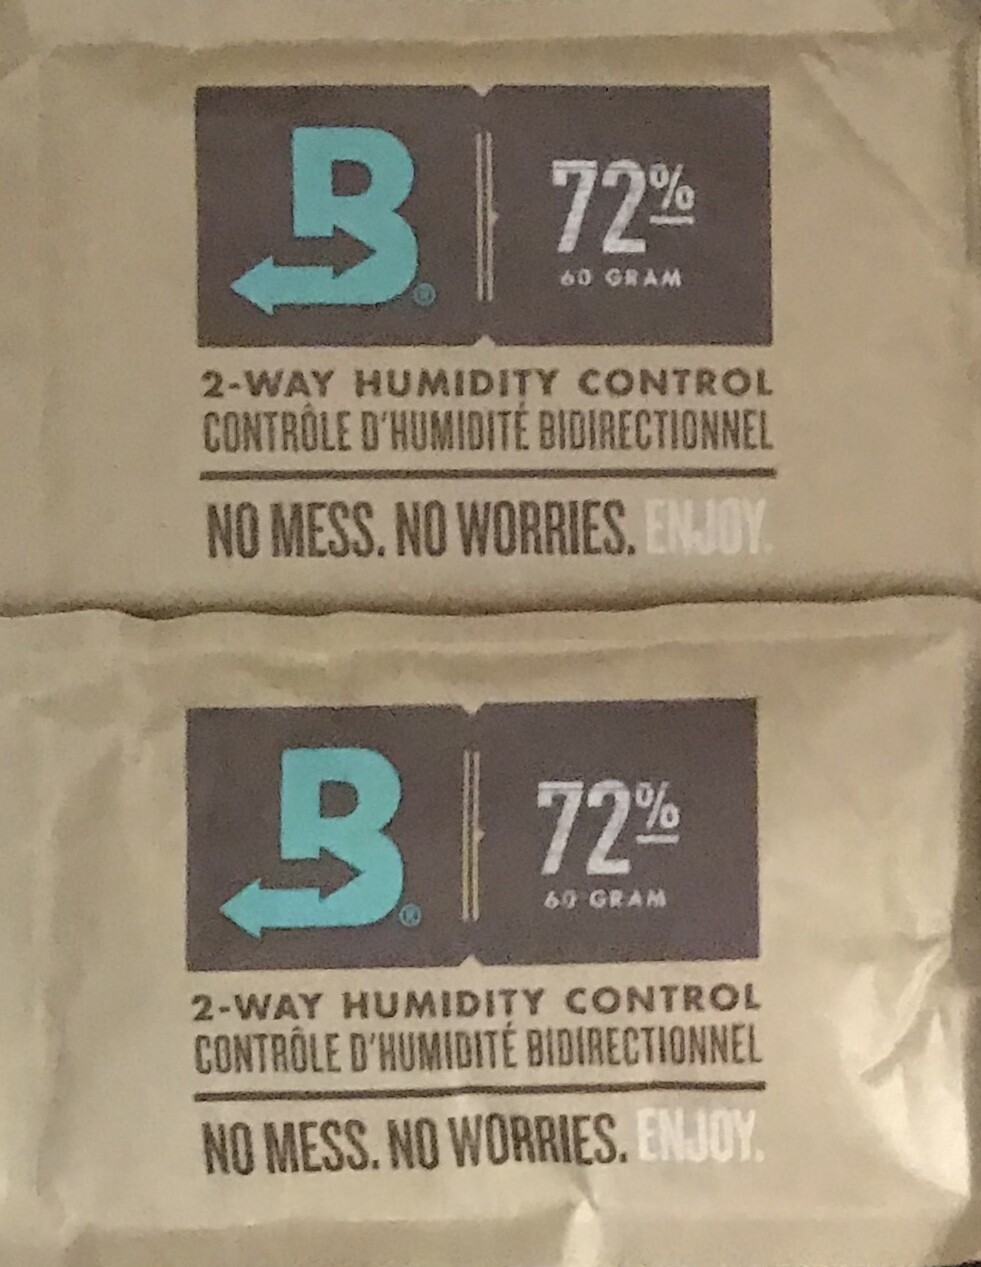 B®
72%
60 GRAM
2-WAY HUMIDITY CONTROL
CONTRÔLE D'HUMIDITÉ BIDIRECTIONNEL
NO MESS. NO WORRIES. ENJOY.
B®
72%
60 GRAM
2-WAY HUMIDITY CONTROL
CONTRÔLE D'HUMIDITÉ BIDIRECTIONNEL
NO MESS. NO WORRIES. ENJOY.